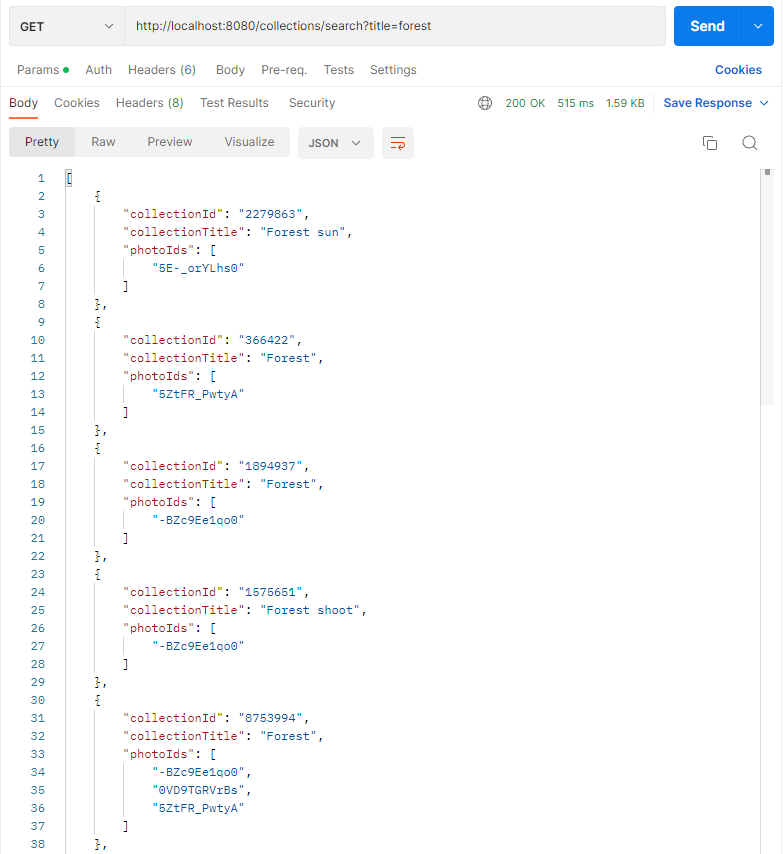 GET http://localhost:8080/collections/search?title=forest Send
Params Auth Headers (6) Body Pre-req. Tests Settings Cookies
Body Cookies Headers (8) Test Results Security 200 OK 515 ms 1.59 KB Save Response
Pretty Raw Preview Visualize JSON
1 [
2 {
3 "collectionId": "2279863",
4 "collectionTitle": "Forest sun",
5 "photoIds": [
6 "5E-_orYLhs0"
7 ]
8 },
9 {
10 "collectionId": "366422",
11 "collectionTitle": "Forest",
12 "photoIds": [
13 "5ZtFR_PwtyA"
14 ]
15 },
16 {
17 "collectionId": "1894937",
18 "collectionTitle": "Forest",
19 "photoIds": [
20 "-BZc9Ee1qo0"
21 ]
22 },
23 {
24 "collectionId": "1575651",
25 "collectionTitle": "Forest shoot",
26 "photoIds": [
27 "-BZc9Ee1qo0"
28 ]
29 },
30 {
31 "collectionId": "8753994",
32 "collectionTitle": "Forest",
33 "photoIds": [
34 "-BZc9Ee1qo0",
35 "0VD9TGRVrBs",
36 "5ZtFR_PwtyA"
37 ]
38 },